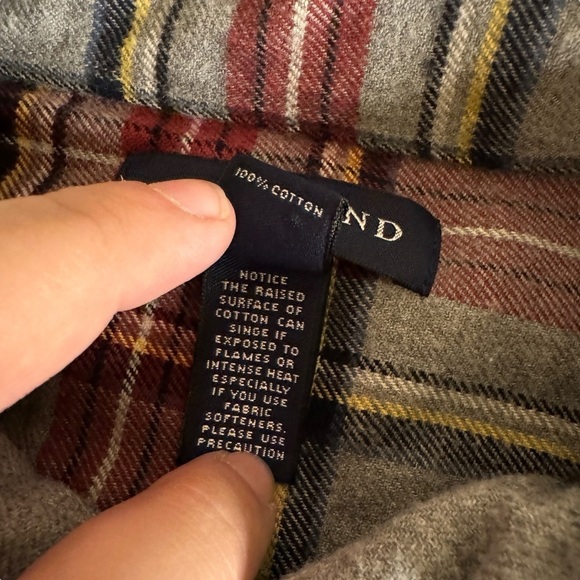 100% COTTON
ND
NOTICE
THE RAISED
SURFACE OF
COTTON CAN
SINGE IF
EXPOSED TO
FLAMES OR
INTENSE HEAT
ESPECIALLY
IF YOU USE
FABRIC
SOFTENERS.
PLEASE USE
PRECAUTION